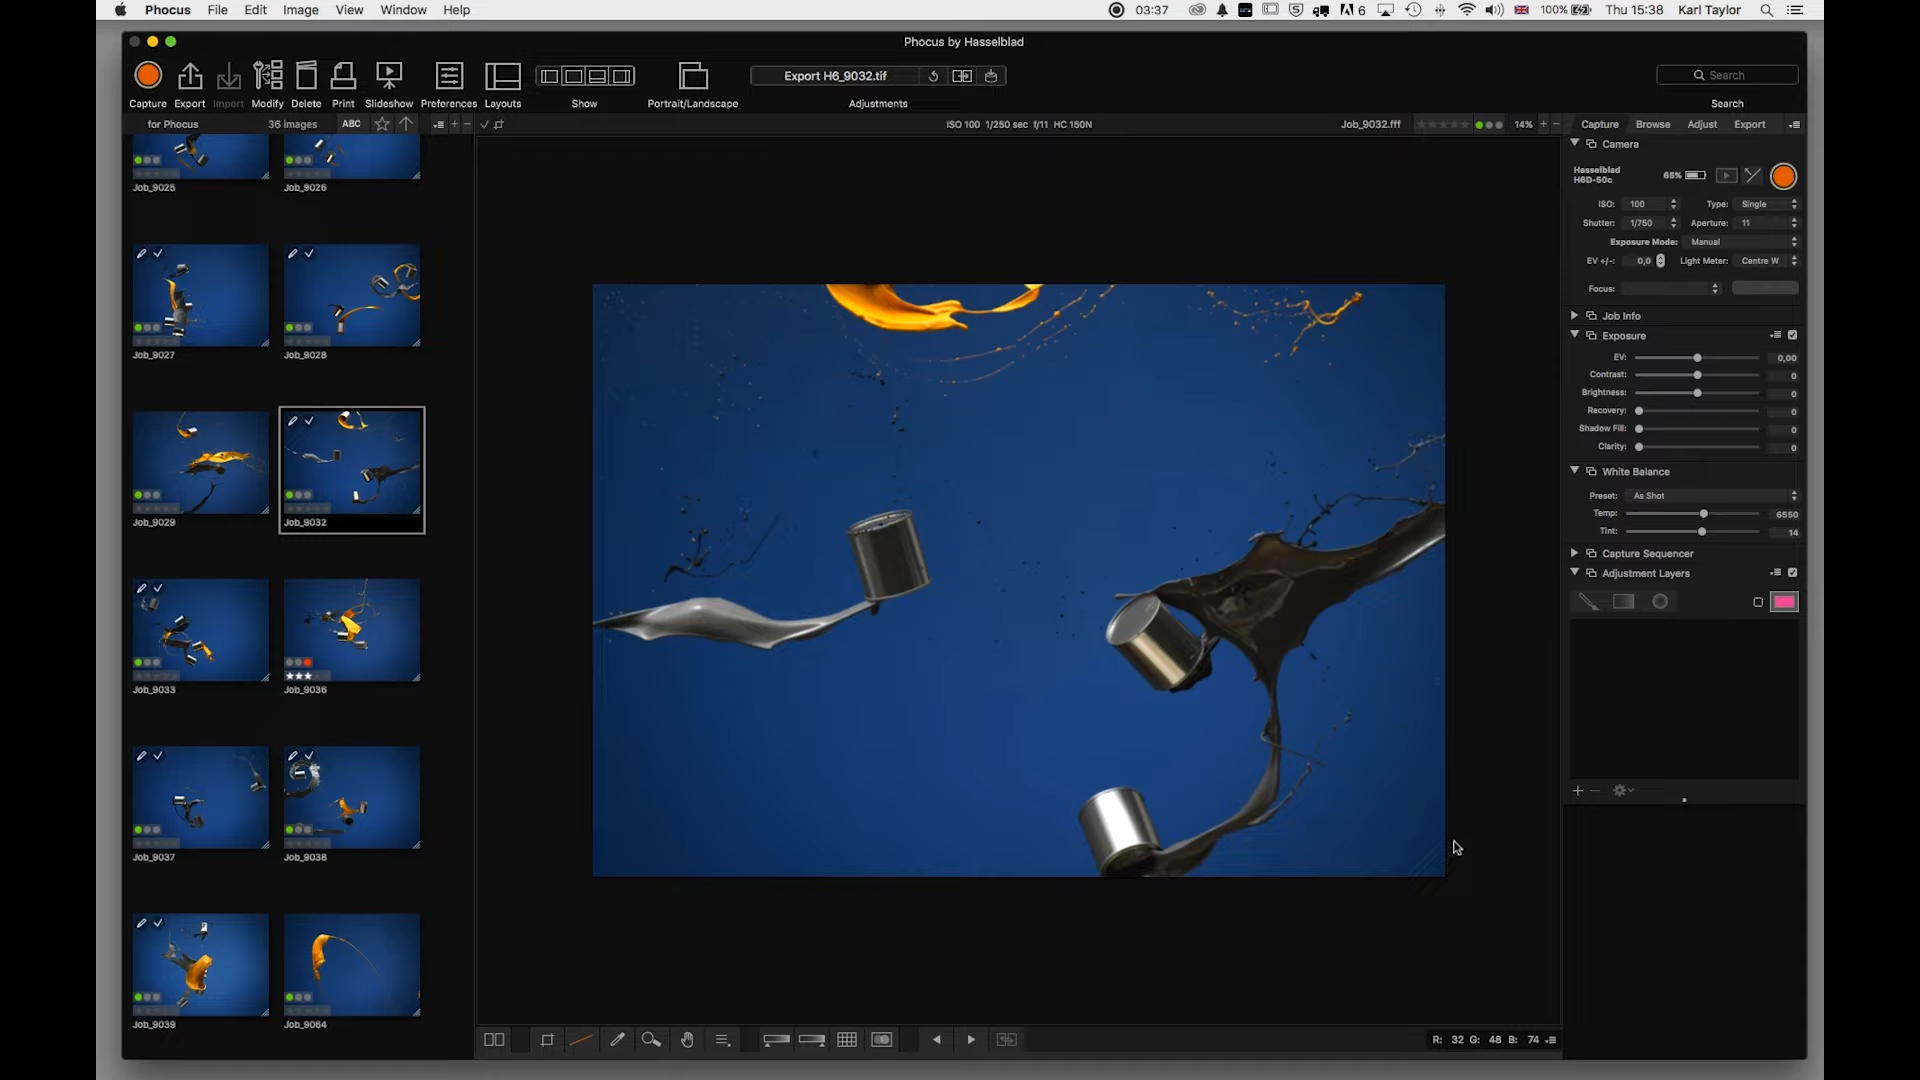 Phocus File Edit Image View Window Help 03:37 6 100% Thu 15:38 Karl Taylor
Phocus by Hasselblad
Export H6_9032.tif Search
Capture Export Import Modify Delete Print Slideshow Preferences Layouts Show Portrait/Landscape Adjustments Search
for Phocus 36 images ABC ISO 100 1/250 sec f/11 HC 150N Job_9032.fff 14% Capture Browse Adjust Export
Camera
Hasselblad
H6D-50c
65%
ISO: 100 Type: Single
Shutter: 1/750 Aperture: 11
Exposure Mode: Manual
EV +/-: 0,0 Light Meter: Centre W
Focus:
Job Info
Exposure
EV: 0,00
Contrast: 0
Brightness: 0
Recovery: 0
Shadow Fill: 0
Clarity: 0
White Balance
Preset: As Shot
Temp: 6550
Tint: 14
Capture Sequencer
Adjustment Layers
Job_9025 Job_9026
Job_9027 Job_9028
Job_9029 Job_9032
Job_9033 Job_9036
Job_9037 Job_9038
Job_9039 Job_9064
R: 32 G: 48 B: 74